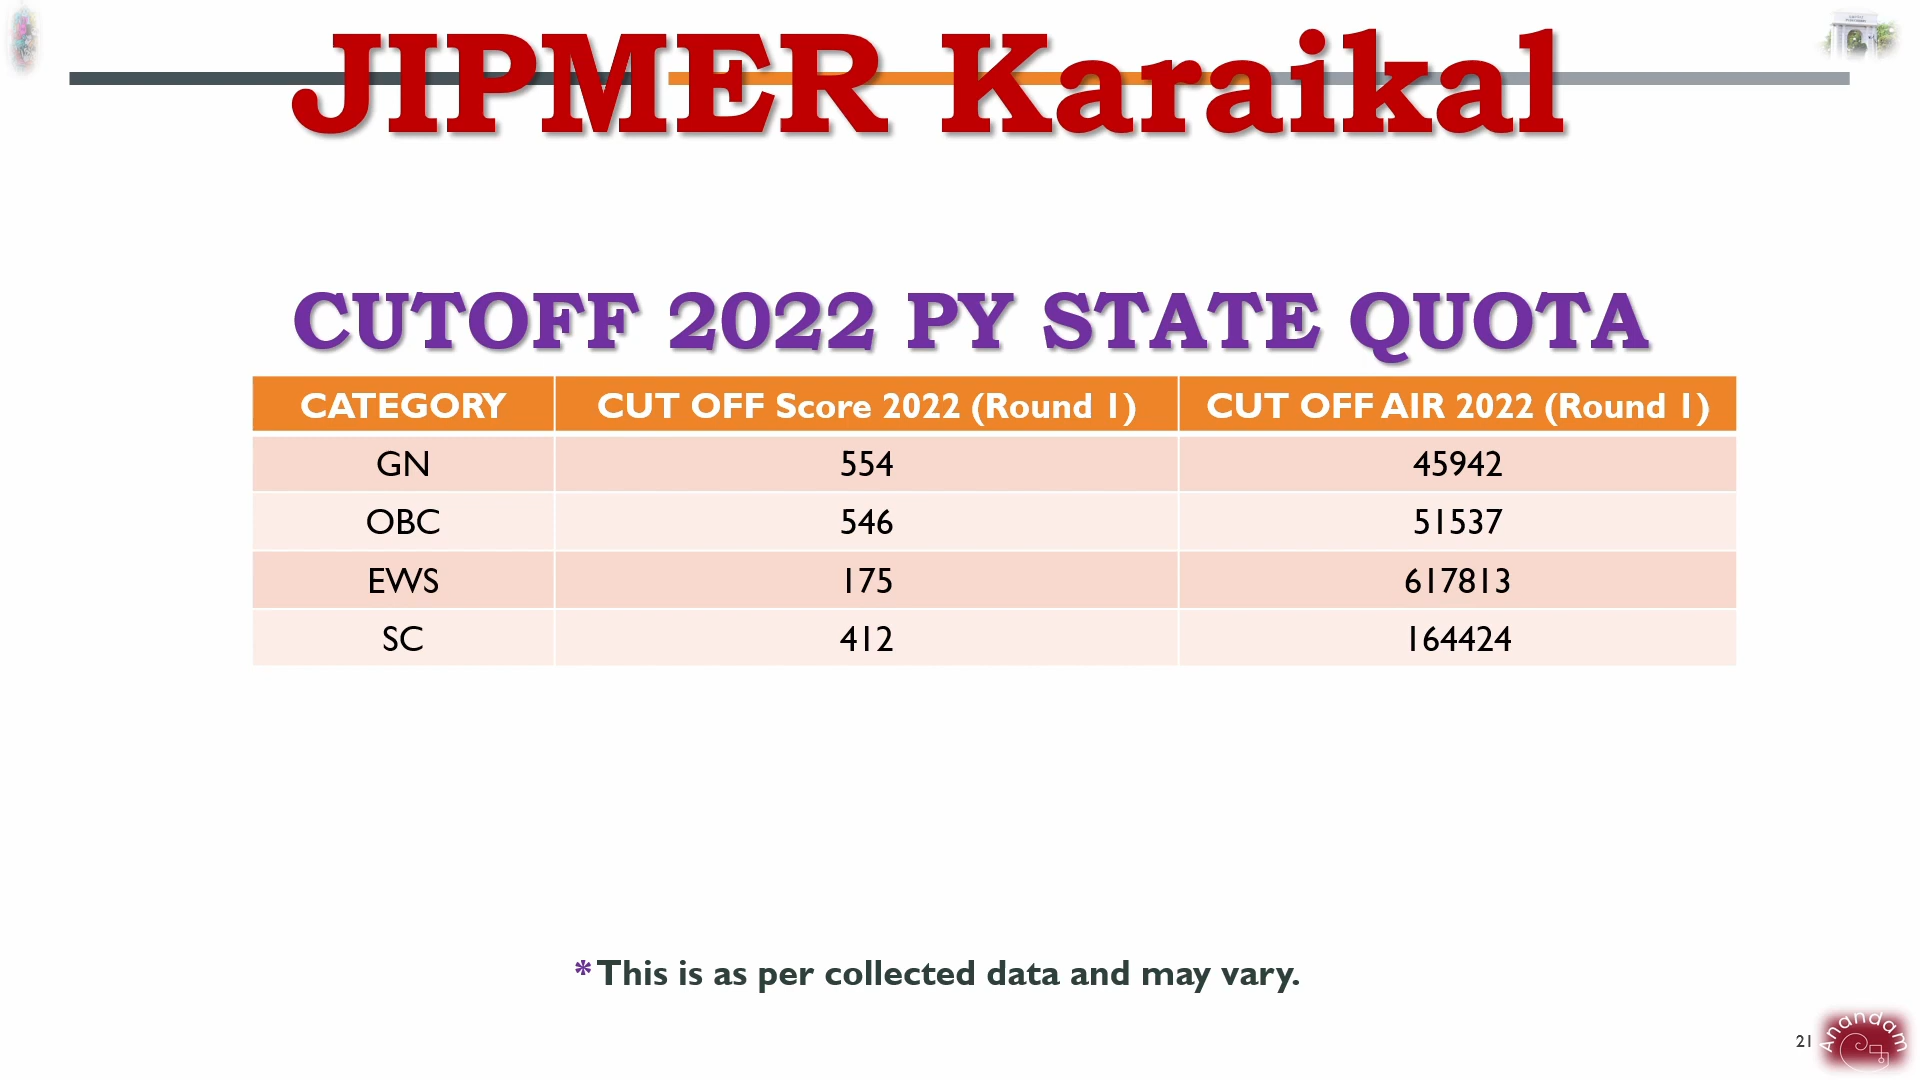 JIPMER Karaikal
CUTOFF 2022 PY STATE QUOTA
CATEGORY CUT OFF Score 2022 (Round 1) CUT OFF AIR 2022 (Round 1)
GN 554 45942
OBC 546 51537
EWS 175 617813
SC 412 164424
* This is as per collected data and may vary.
21
Anandam